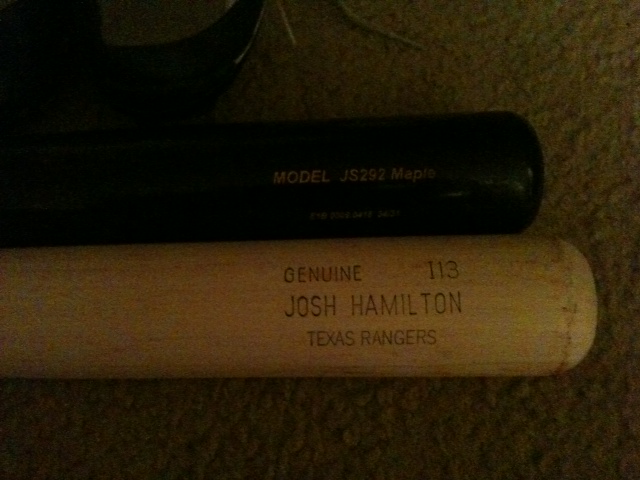 MODEL JS292 Maple
GENUINE I13
JOSH HAMILTON
TEXAS RANGERS